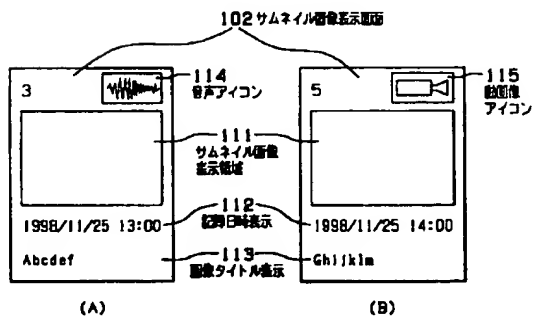 102 サムネイル画像表示画面
3
114
音声アイコン
5
115
動画像
アイコン
111
サムネイル画像
表示領域
1998/11/25 13:00
112
記録日時表示
1998/11/25 14:00
Abcdef
113
画像タイトル表示
Ghijklm
(A)
(B)